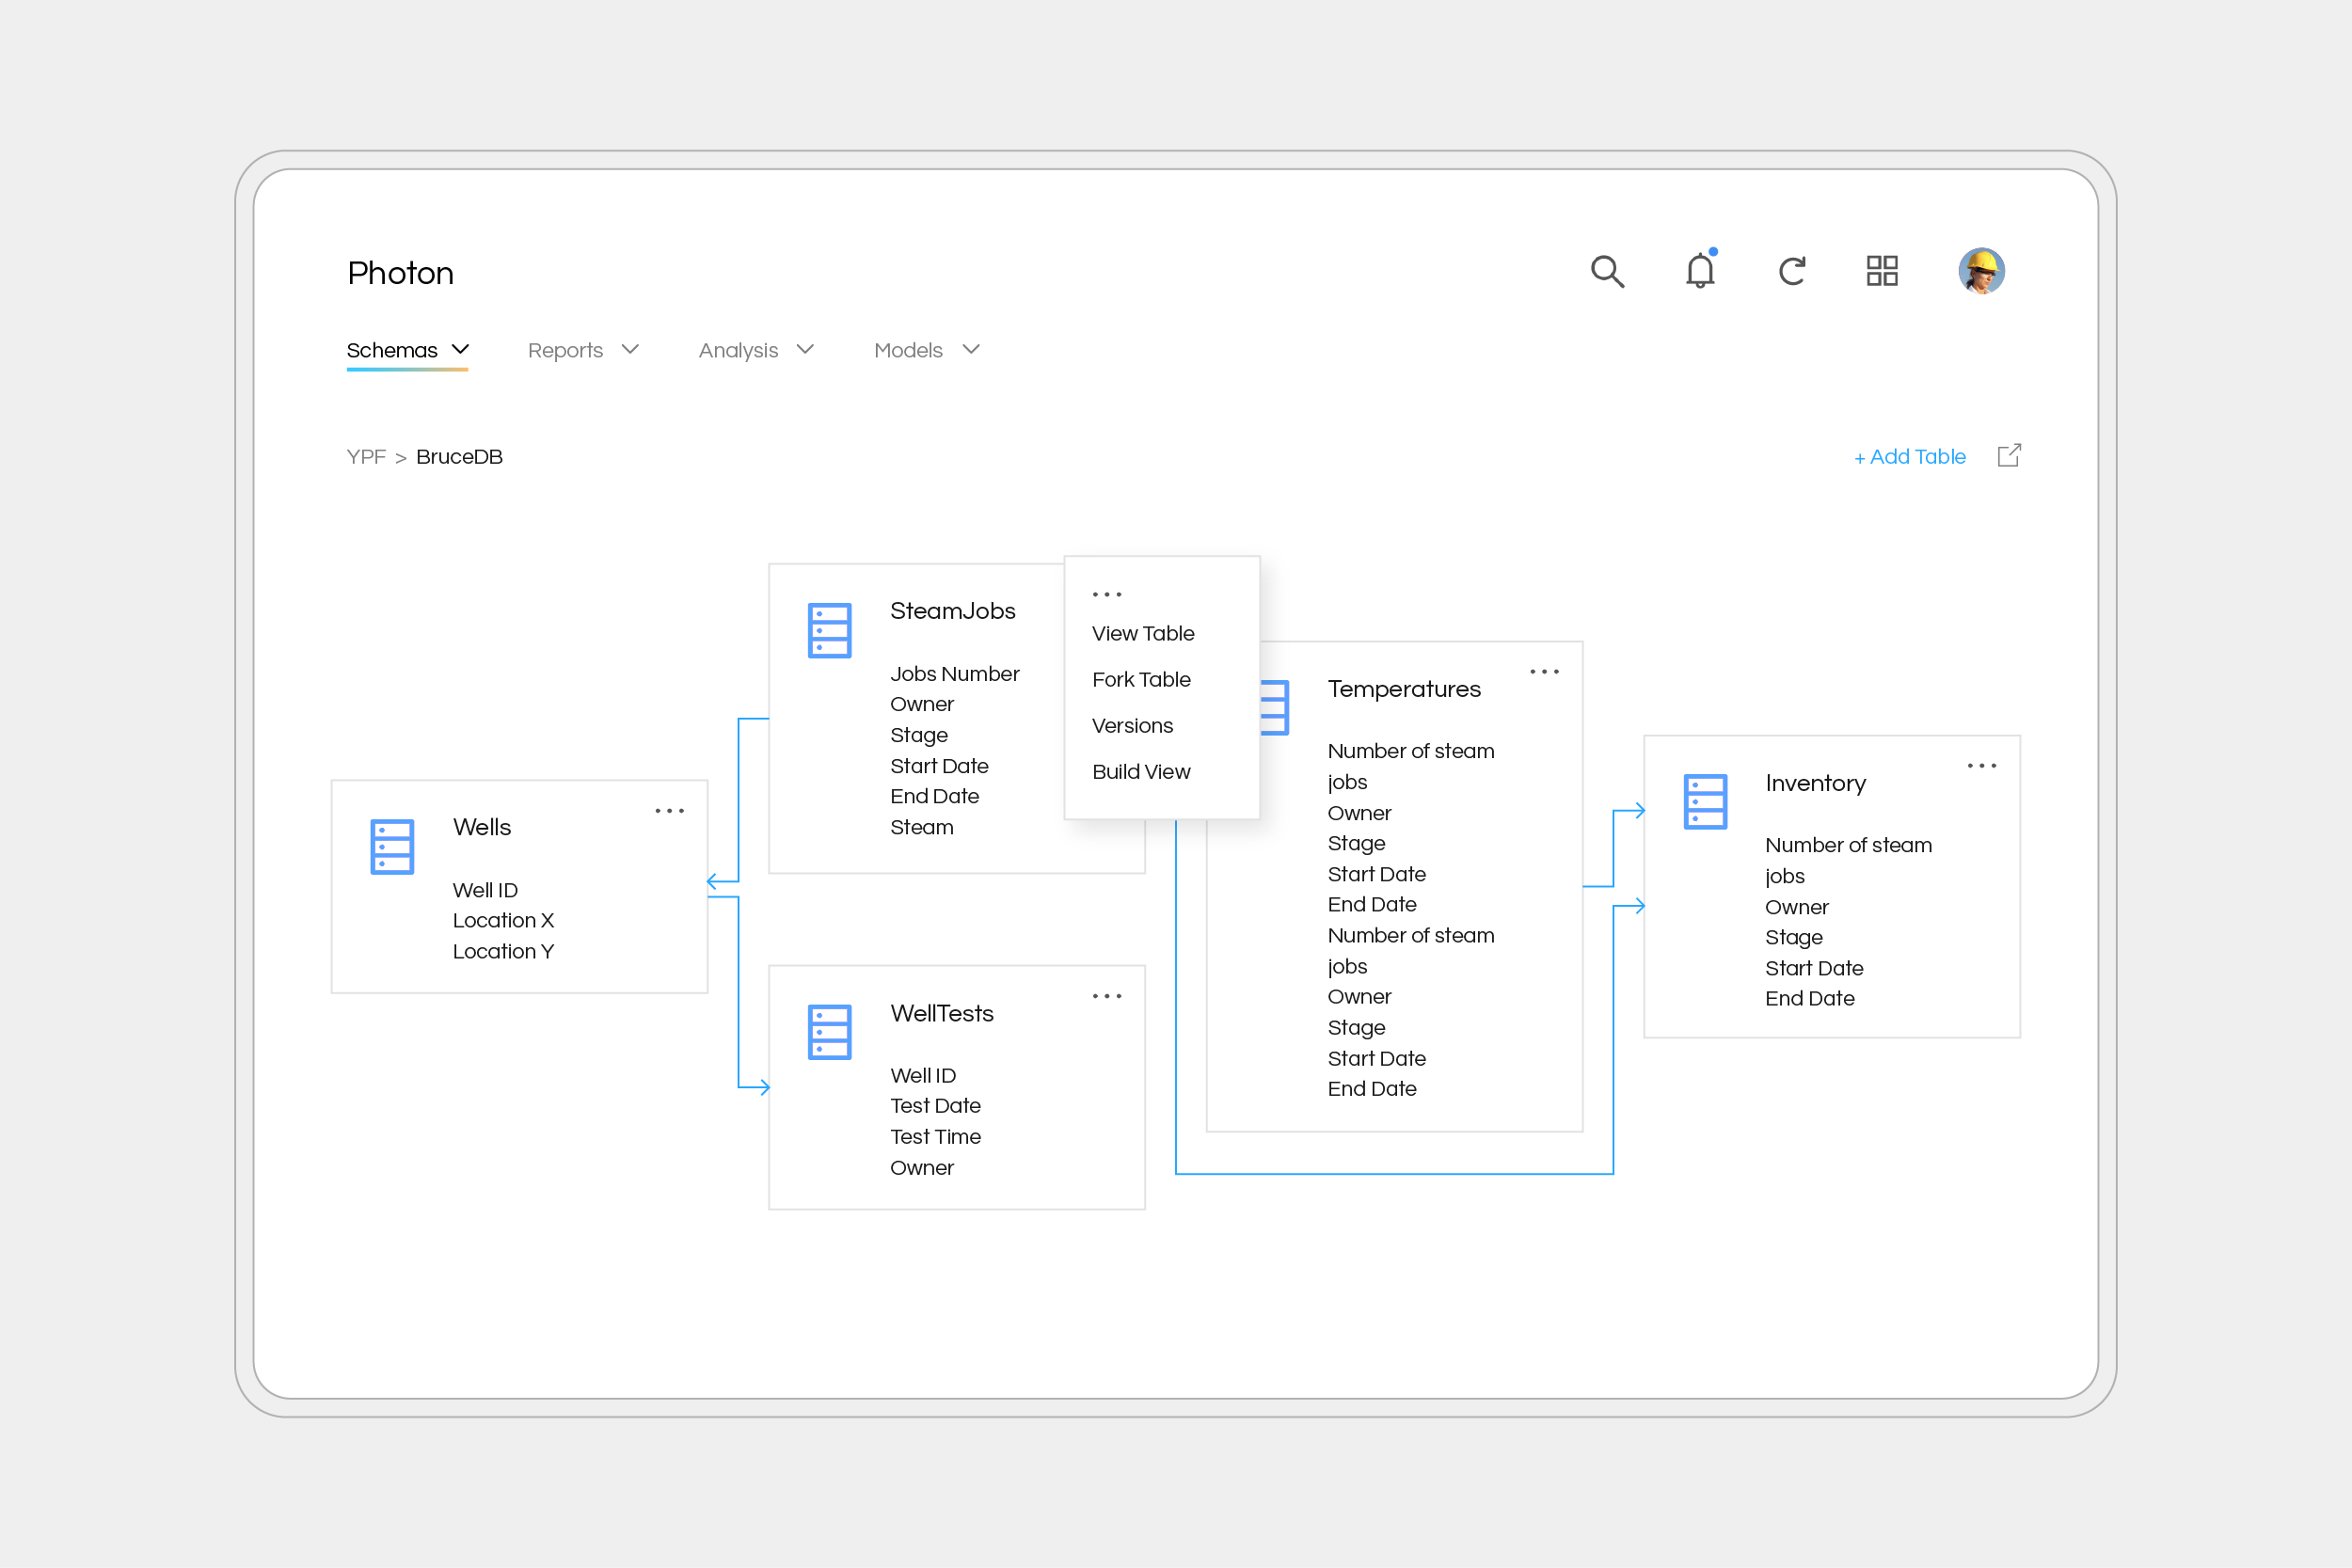 Photon
Schemas
Reports
Analysis
Models
YPF > BruceDB
+ Add Table
Wells
Well ID
Location X
Location Y
SteamJobs
Jobs Number
Owner
Stage
Start Date
End Date
Steam
...
View Table
Fork Table
Versions
Build View
WellTests
Well ID
Test Date
Test Time
Owner
Temperatures
Number of steam
jobs
Owner
Stage
Start Date
End Date
Number of steam
jobs
Owner
Stage
Start Date
End Date
Inventory
Number of steam
jobs
Owner
Stage
Start Date
End Date